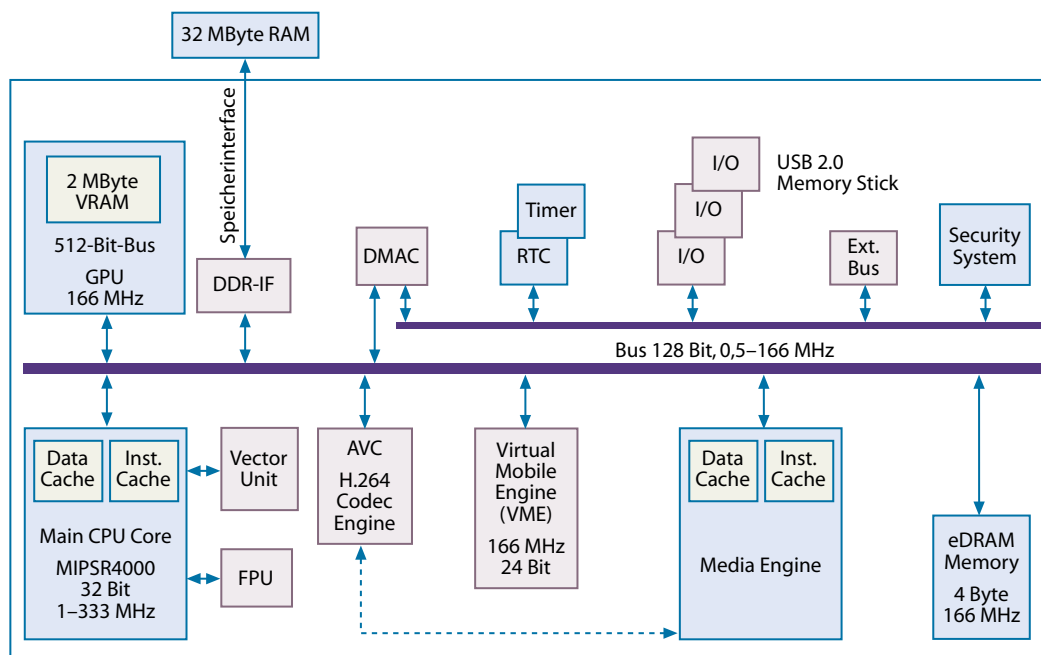 32 MByte RAM
Speicherinterface
2 MByte
VRAM
512-Bit-Bus
GPU
166 MHz
DDR-IF
DMAC
Timer
RTC
I/O
I/O
I/O
USB 2.0
Memory Stick
Ext.
Bus
Security
System
Bus 128 Bit, 0,5–166 MHz
Data
Cache
Inst.
Cache
Main CPU Core
MIPSR4000
32 Bit
1–333 MHz
Vector
Unit
FPU
AVC
H.264
Codec
Engine
Virtual
Mobile
Engine
(VME)
166 MHz
24 Bit
Data
Cache
Inst.
Cache
Media Engine
eDRAM
Memory
4 Byte
166 MHz